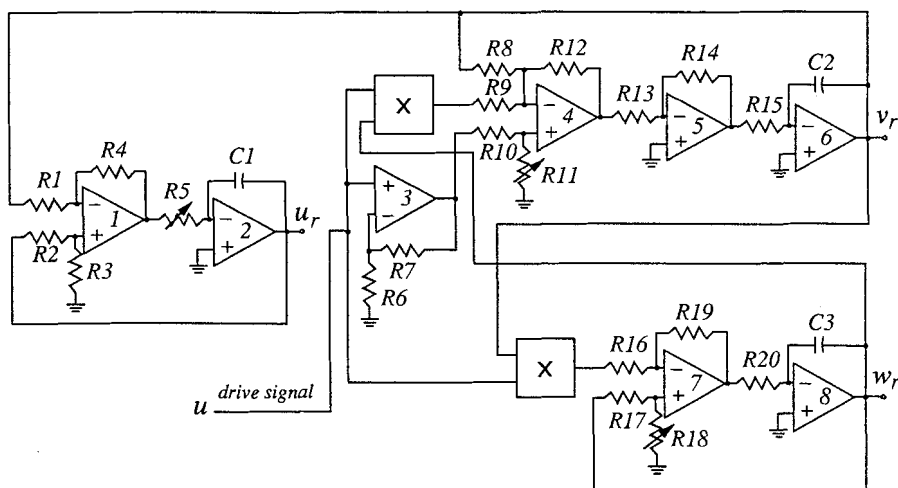 R8
R12
R14
C2
R9
X
R13
R15
−
4
+
−
5
+
−
6
+
v_r
R4
R10
R11
C1
R1
R5
+
3
−
−
1
+
−
2
+
u_r
R2
R3
R7
R6
R19
C3
R16
R20
X
−
7
+
−
8
+
w_r
u drive signal
R17
R18